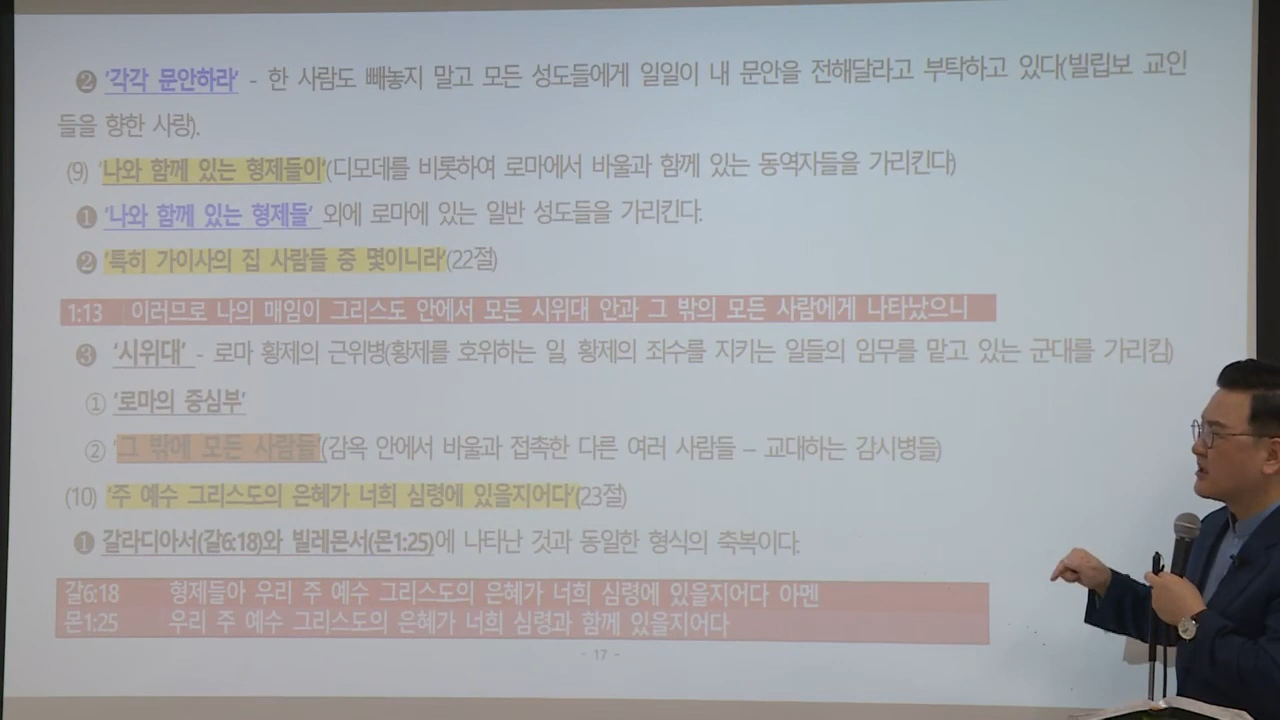 ❷ '각각 문안하라' - 한 사람도 빼놓지 말고 모든 성도들에게 일일이 내 문안을 전해달라고 부탁하고 있다(빌립보 교인
들을 향한 사랑).
(9) '나와 함께 있는 형제들이'(디모데를 비롯하여 로마에서 바울과 함께 있는 동역자들을 가리킨다)
❶ '나와 함께 있는 형제들' 외에 로마에 있는 일반 성도들을 가리킨다.
❷ '특히 가이사의 집 사람들 중 몇이니라'(22절)
1:13 이러므로 나의 매임이 그리스도 안에서 모든 시위대 안과 그 밖의 모든 사람에게 나타났으니
❸ '시위대' - 로마 황제의 근위병(황제를 호위하는 일, 황제의 죄수를 지키는 일들의 임무를 맡고 있는 군대를 가리킴)
① '로마의 중심부'
② '그 밖에 모든 사람들'(감옥 안에서 바울과 접촉한 다른 여러 사람들 – 교대하는 감시병들)
(10) '주 예수 그리스도의 은혜가 너희 심령에 있을지어다'(23절)
❶ 갈라디아서(갈6:18)와 빌레몬서(몬1:25)에 나타난 것과 동일한 형식의 축복이다.
갈6:18 형제들아 우리 주 예수 그리스도의 은혜가 너희 심령에 있을지어다 아멘
몬1:25 우리 주 예수 그리스도의 은혜가 너희 심령과 함께 있을지어다
- 17 -